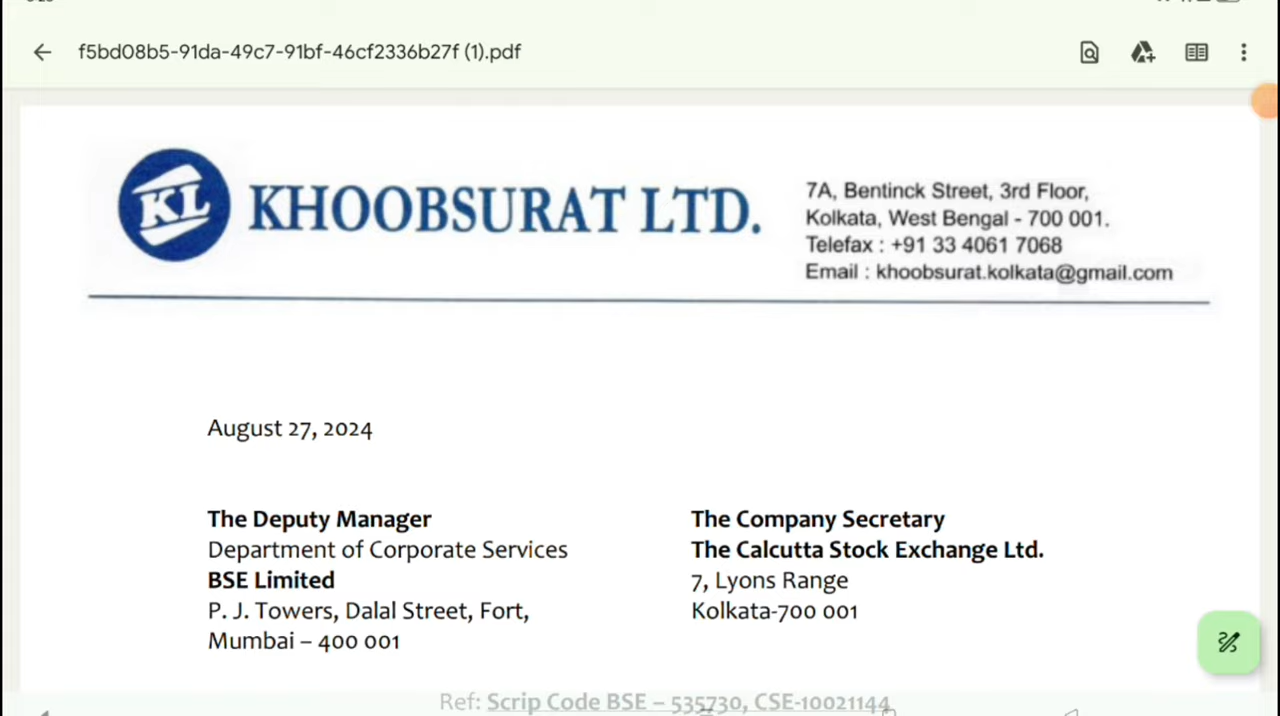 f5bd08b5-91da-49c7-91bf-46cf2336b27f (1).pdf
KL KHOOBSURAT LTD.
7A, Bentinck Street, 3rd Floor,
Kolkata, West Bengal - 700 001.
Telefax : +91 33 4061 7068
Email : khoobsurat.kolkata@gmail.com
August 27, 2024
The Deputy Manager
Department of Corporate Services
BSE Limited
P. J. Towers, Dalal Street, Fort,
Mumbai – 400 001
The Company Secretary
The Calcutta Stock Exchange Ltd.
7, Lyons Range
Kolkata-700 001
Ref: Scrip Code BSE – 535730, CSE-10021144